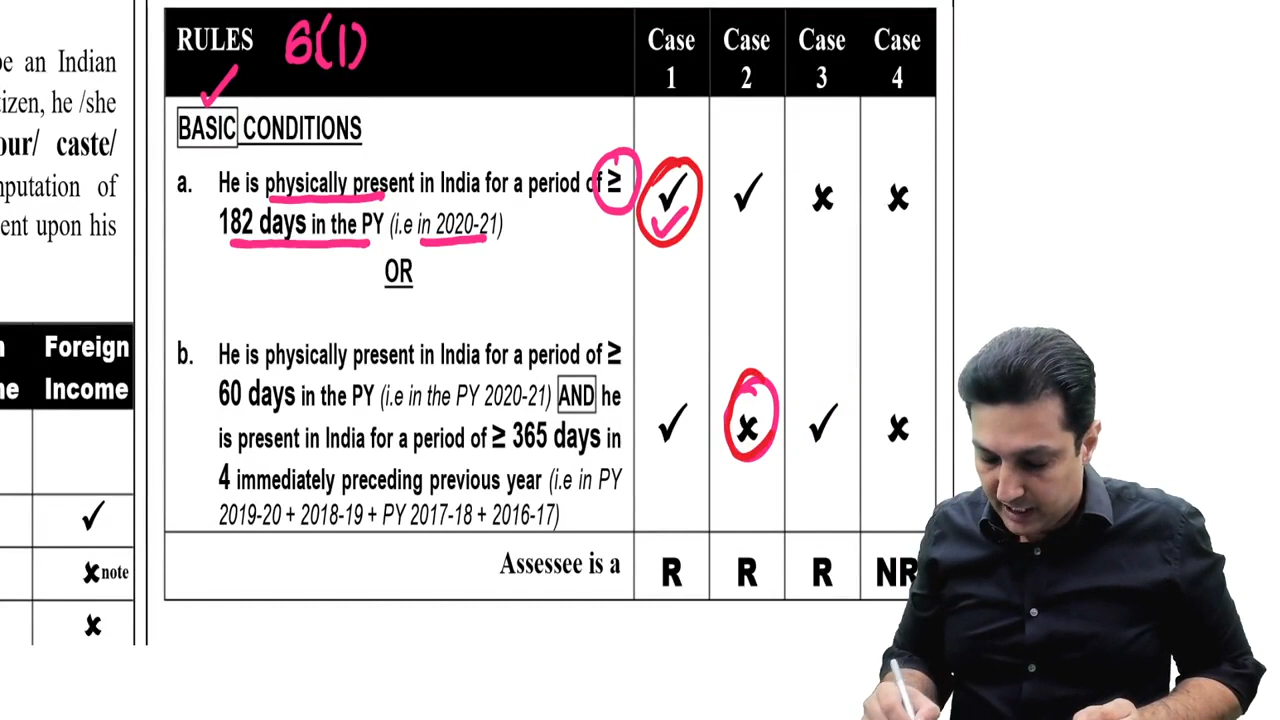 be an Indian
tizen, he /she
our/ caste/
nputation of
ent upon his
n Foreign
me Income
✓
✘note
✘
RULES 6(1) Case 1 Case 2 Case 3 Case 4
✓
BASIC CONDITIONS
a. He is physically present in India for a period of ≥ ✓ ✓ ✘ ✘
182 days in the PY (i.e in 2020-21)
OR
b. He is physically present in India for a period of ≥
60 days in the PY (i.e in the PY 2020-21) AND he
is present in India for a period of ≥ 365 days in ✓ ✘ ✓ ✘
4 immediately preceding previous year (i.e in PY
2019-20 + 2018-19 + PY 2017-18 + 2016-17)
Assessee is a R R R NR